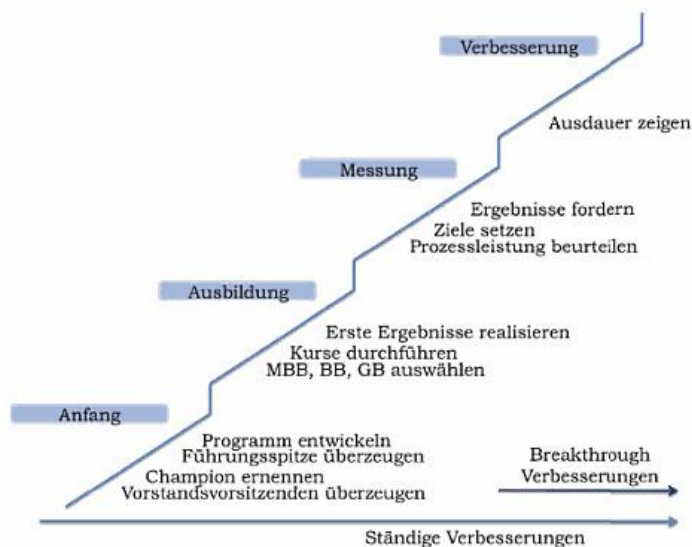 Verbesserung
Ausdauer zeigen
Messung
Ergebnisse fordern
Ziele setzen
Prozessleistung beurteilen
Ausbildung
Erste Ergebnisse realisieren
Kurse durchführen
MBB, BB, GB auswählen
Anfang
Programm entwickeln
Führungsspitze überzeugen
Champion ernennen
Vorstandsvorsitzenden überzeugen
Breakthrough
Verbesserungen
Ständige Verbesserungen